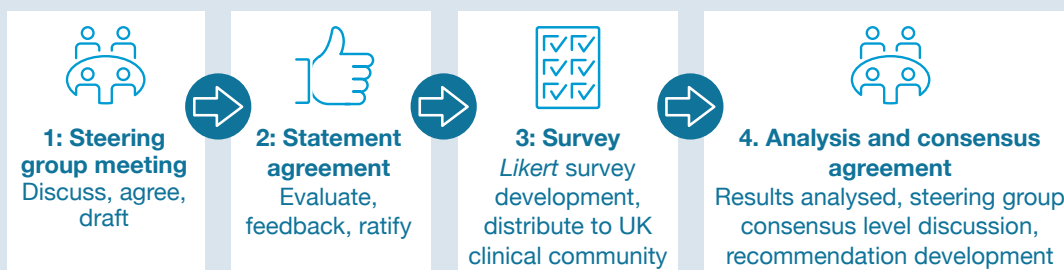 1: Steering
group meeting
Discuss, agree,
draft
2: Statement
agreement
Evaluate,
feedback, ratify
3: Survey
Likert survey
development,
distribute to UK
clinical community
4. Analysis and consensus
agreement
Results analysed, steering group
consensus level discussion,
recommendation development